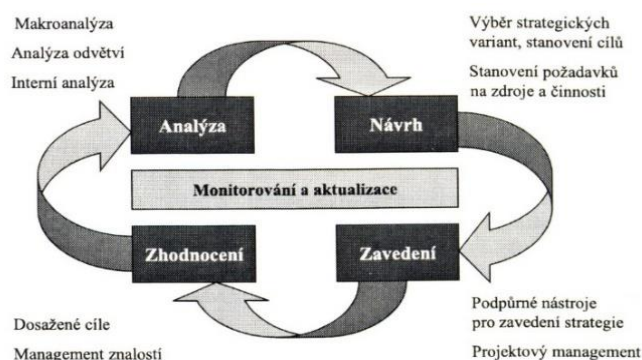 Makroanalýza
Analýza odvětví
Interní analýza
Výběr strategických
variant, stanovení cílů
Stanovení požadavků
na zdroje a činnosti
Analýza
Návrh
Monitorování a aktualizace
Zhodnocení
Zavedení
Dosažené cíle
Management znalostí
Podpůrné nástroje
pro zavedení strategie
Projektový management